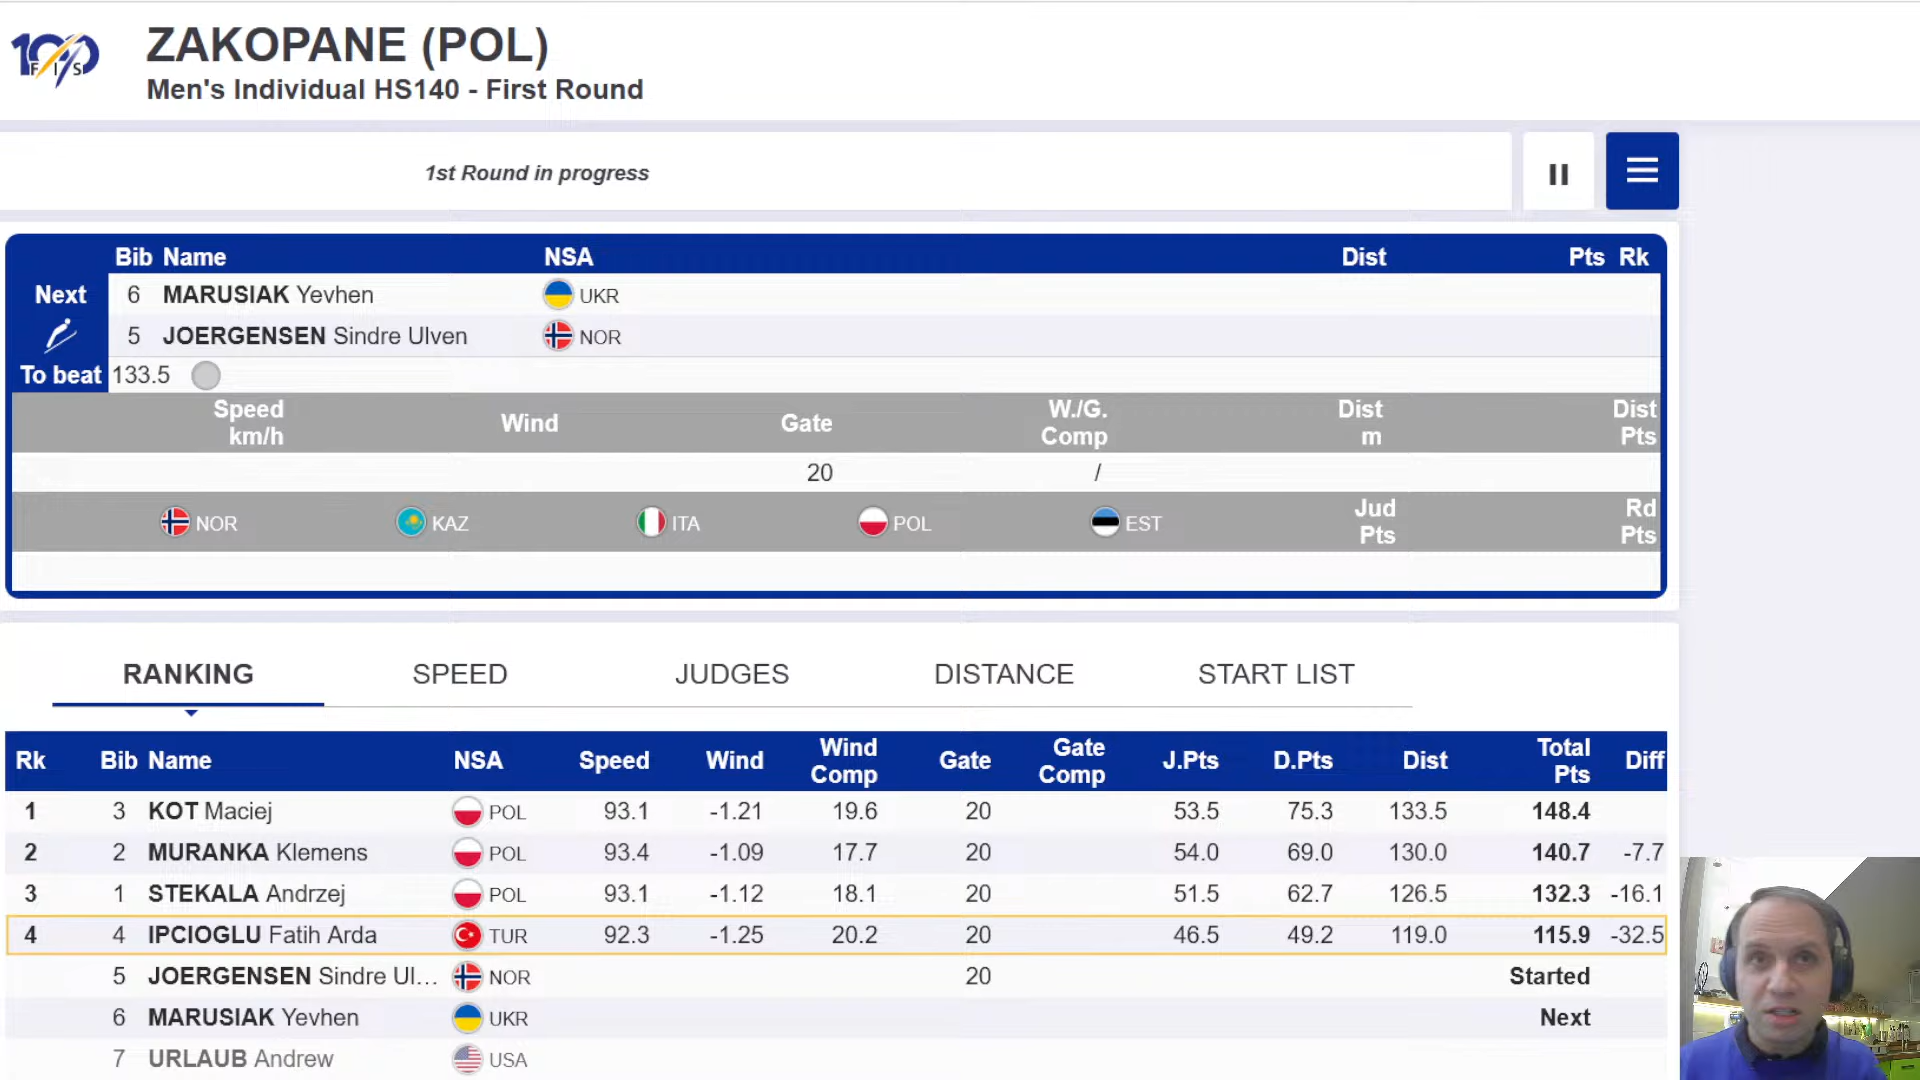 100
FIS
ZAKOPANE (POL)
Men's Individual HS140 - First Round
1st Round in progress
Bib Name NSA Dist Pts Rk
Next 6 MARUSIAK Yevhen UKR
5 JOERGENSEN Sindre Ulven NOR
To beat 133.5
Speed km/h Wind Gate W./G. Comp Dist m Dist Pts
20 /
NOR KAZ ITA POL EST Jud Pts Rd Pts
RANKING SPEED JUDGES DISTANCE START LIST
Rk Bib Name NSA Speed Wind Wind Comp Gate Gate Comp J.Pts D.Pts Dist Total Pts Diff
1 3 KOT Maciej POL 93.1 -1.21 19.6 20 53.5 75.3 133.5 148.4
2 2 MURANKA Klemens POL 93.4 -1.09 17.7 20 54.0 69.0 130.0 140.7 -7.7
3 1 STEKALA Andrzej POL 93.1 -1.12 18.1 20 51.5 62.7 126.5 132.3 -16.1
4 4 IPCIOGLU Fatih Arda TUR 92.3 -1.25 20.2 20 46.5 49.2 119.0 115.9 -32.5
5 JOERGENSEN Sindre Ul... NOR 20 Started
6 MARUSIAK Yevhen UKR Next
7 URLAUB Andrew USA